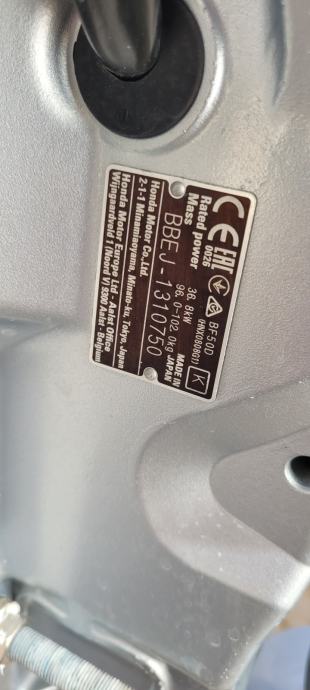 CE EAC BF50D K
0026 (HNX080861)
Rated power 36.8kW MADE IN
Mass 96.0-102.0kg JAPAN
BBEJ-1310750
Honda Motor Co.,Ltd.
2-1-1 Minamiaoyama, Minato-ku, Tokyo, Japan
Honda Motor Europe Ltd - Aalst Office
Wijngaardveld 1 (Noord V) 9300 Aalst - Belgium